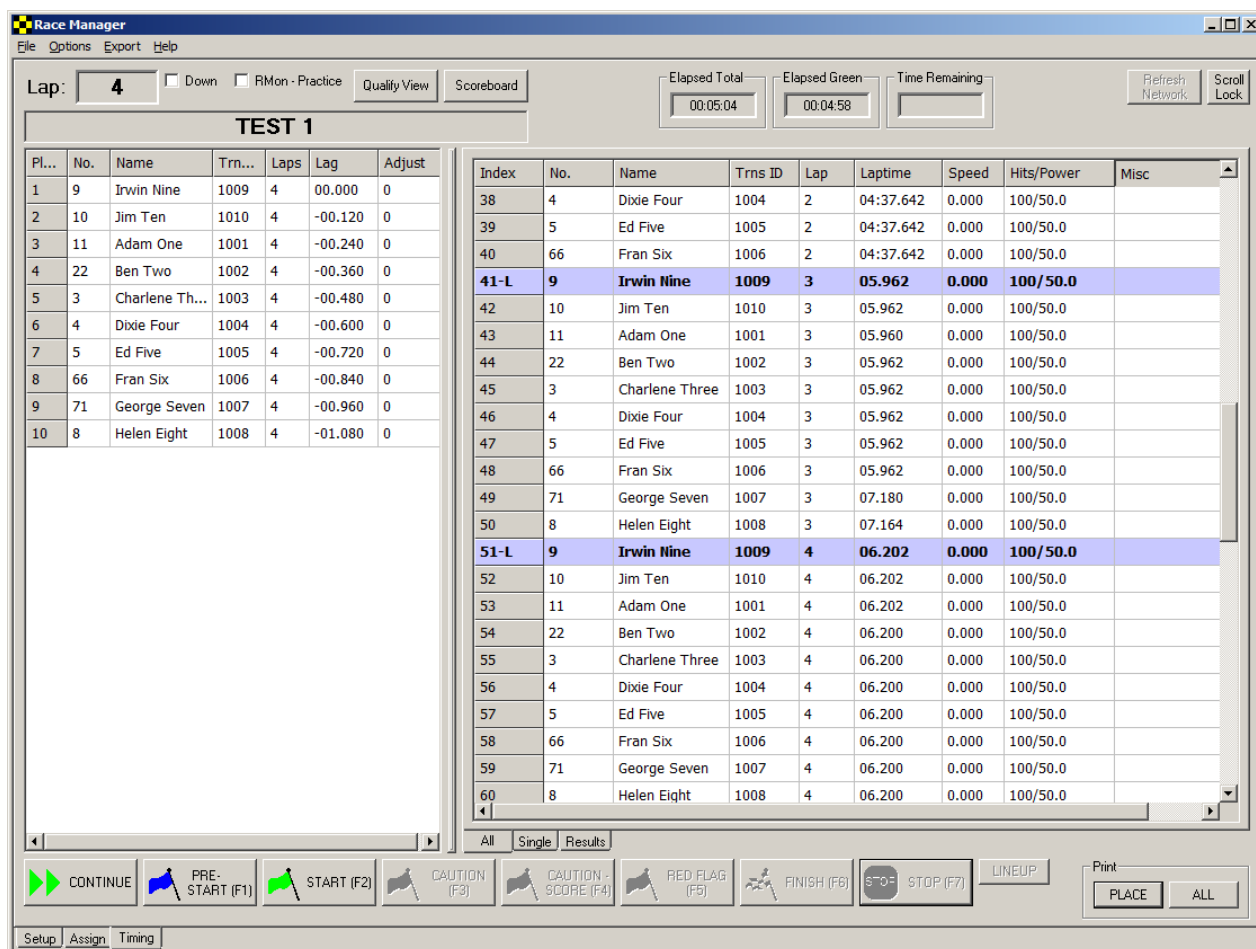 Race Manager
File Options Export Help
Lap: 4 Down RMon - Practice Qualify View Scoreboard
Elapsed Total Elapsed Green Time Remaining
00:05:04 00:04:58
Refresh Network Scroll Lock
TEST 1
Pl... No. Name Trn... Laps Lag Adjust
1 9 Irwin Nine 1009 4 00.000 0
2 10 Jim Ten 1010 4 -00.120 0
3 11 Adam One 1001 4 -00.240 0
4 22 Ben Two 1002 4 -00.360 0
5 3 Charlene Th... 1003 4 -00.480 0
6 4 Dixie Four 1004 4 -00.600 0
7 5 Ed Five 1005 4 -00.720 0
8 66 Fran Six 1006 4 -00.840 0
9 71 George Seven 1007 4 -00.960 0
10 8 Helen Eight 1008 4 -01.080 0
Index No. Name Trns ID Lap Laptime Speed Hits/Power Misc
38 4 Dixie Four 1004 2 04:37.642 0.000 100/50.0
39 5 Ed Five 1005 2 04:37.642 0.000 100/50.0
40 66 Fran Six 1006 2 04:37.642 0.000 100/50.0
41-L 9 Irwin Nine 1009 3 05.962 0.000 100/50.0
42 10 Jim Ten 1010 3 05.962 0.000 100/50.0
43 11 Adam One 1001 3 05.960 0.000 100/50.0
44 22 Ben Two 1002 3 05.962 0.000 100/50.0
45 3 Charlene Three 1003 3 05.962 0.000 100/50.0
46 4 Dixie Four 1004 3 05.962 0.000 100/50.0
47 5 Ed Five 1005 3 05.962 0.000 100/50.0
48 66 Fran Six 1006 3 05.962 0.000 100/50.0
49 71 George Seven 1007 3 07.180 0.000 100/50.0
50 8 Helen Eight 1008 3 07.164 0.000 100/50.0
51-L 9 Irwin Nine 1009 4 06.202 0.000 100/50.0
52 10 Jim Ten 1010 4 06.202 0.000 100/50.0
53 11 Adam One 1001 4 06.202 0.000 100/50.0
54 22 Ben Two 1002 4 06.200 0.000 100/50.0
55 3 Charlene Three 1003 4 06.200 0.000 100/50.0
56 4 Dixie Four 1004 4 06.200 0.000 100/50.0
57 5 Ed Five 1005 4 06.200 0.000 100/50.0
58 66 Fran Six 1006 4 06.200 0.000 100/50.0
59 71 George Seven 1007 4 06.200 0.000 100/50.0
60 8 Helen Eight 1008 4 06.200 0.000 100/50.0
All Single Results
CONTINUE
PRE-
START (F1)
START (F2)
CAUTION
(F3)
CAUTION -
SCORE (F4)
RED FLAG
(F5)
FINISH (F6)
STOP STOP (F7)
LINEUP
Print
PLACE ALL
Setup Assign Timing